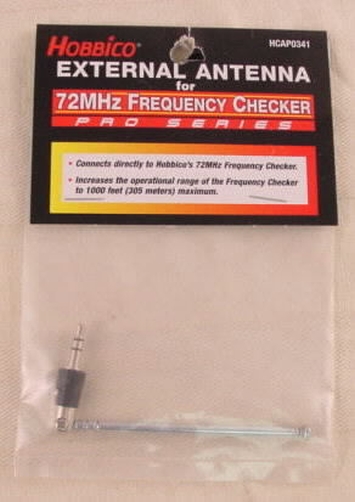 HOBBICO®
HCAP0341
EXTERNAL ANTENNA
for
72MHz FREQUENCY CHECKER
PRO SERIES
• Connects directly to Hobbico's 72MHz Frequency Checker.
• Increases the operational range of the Frequency Checker
to 1000 feet (305 meters) maximum.